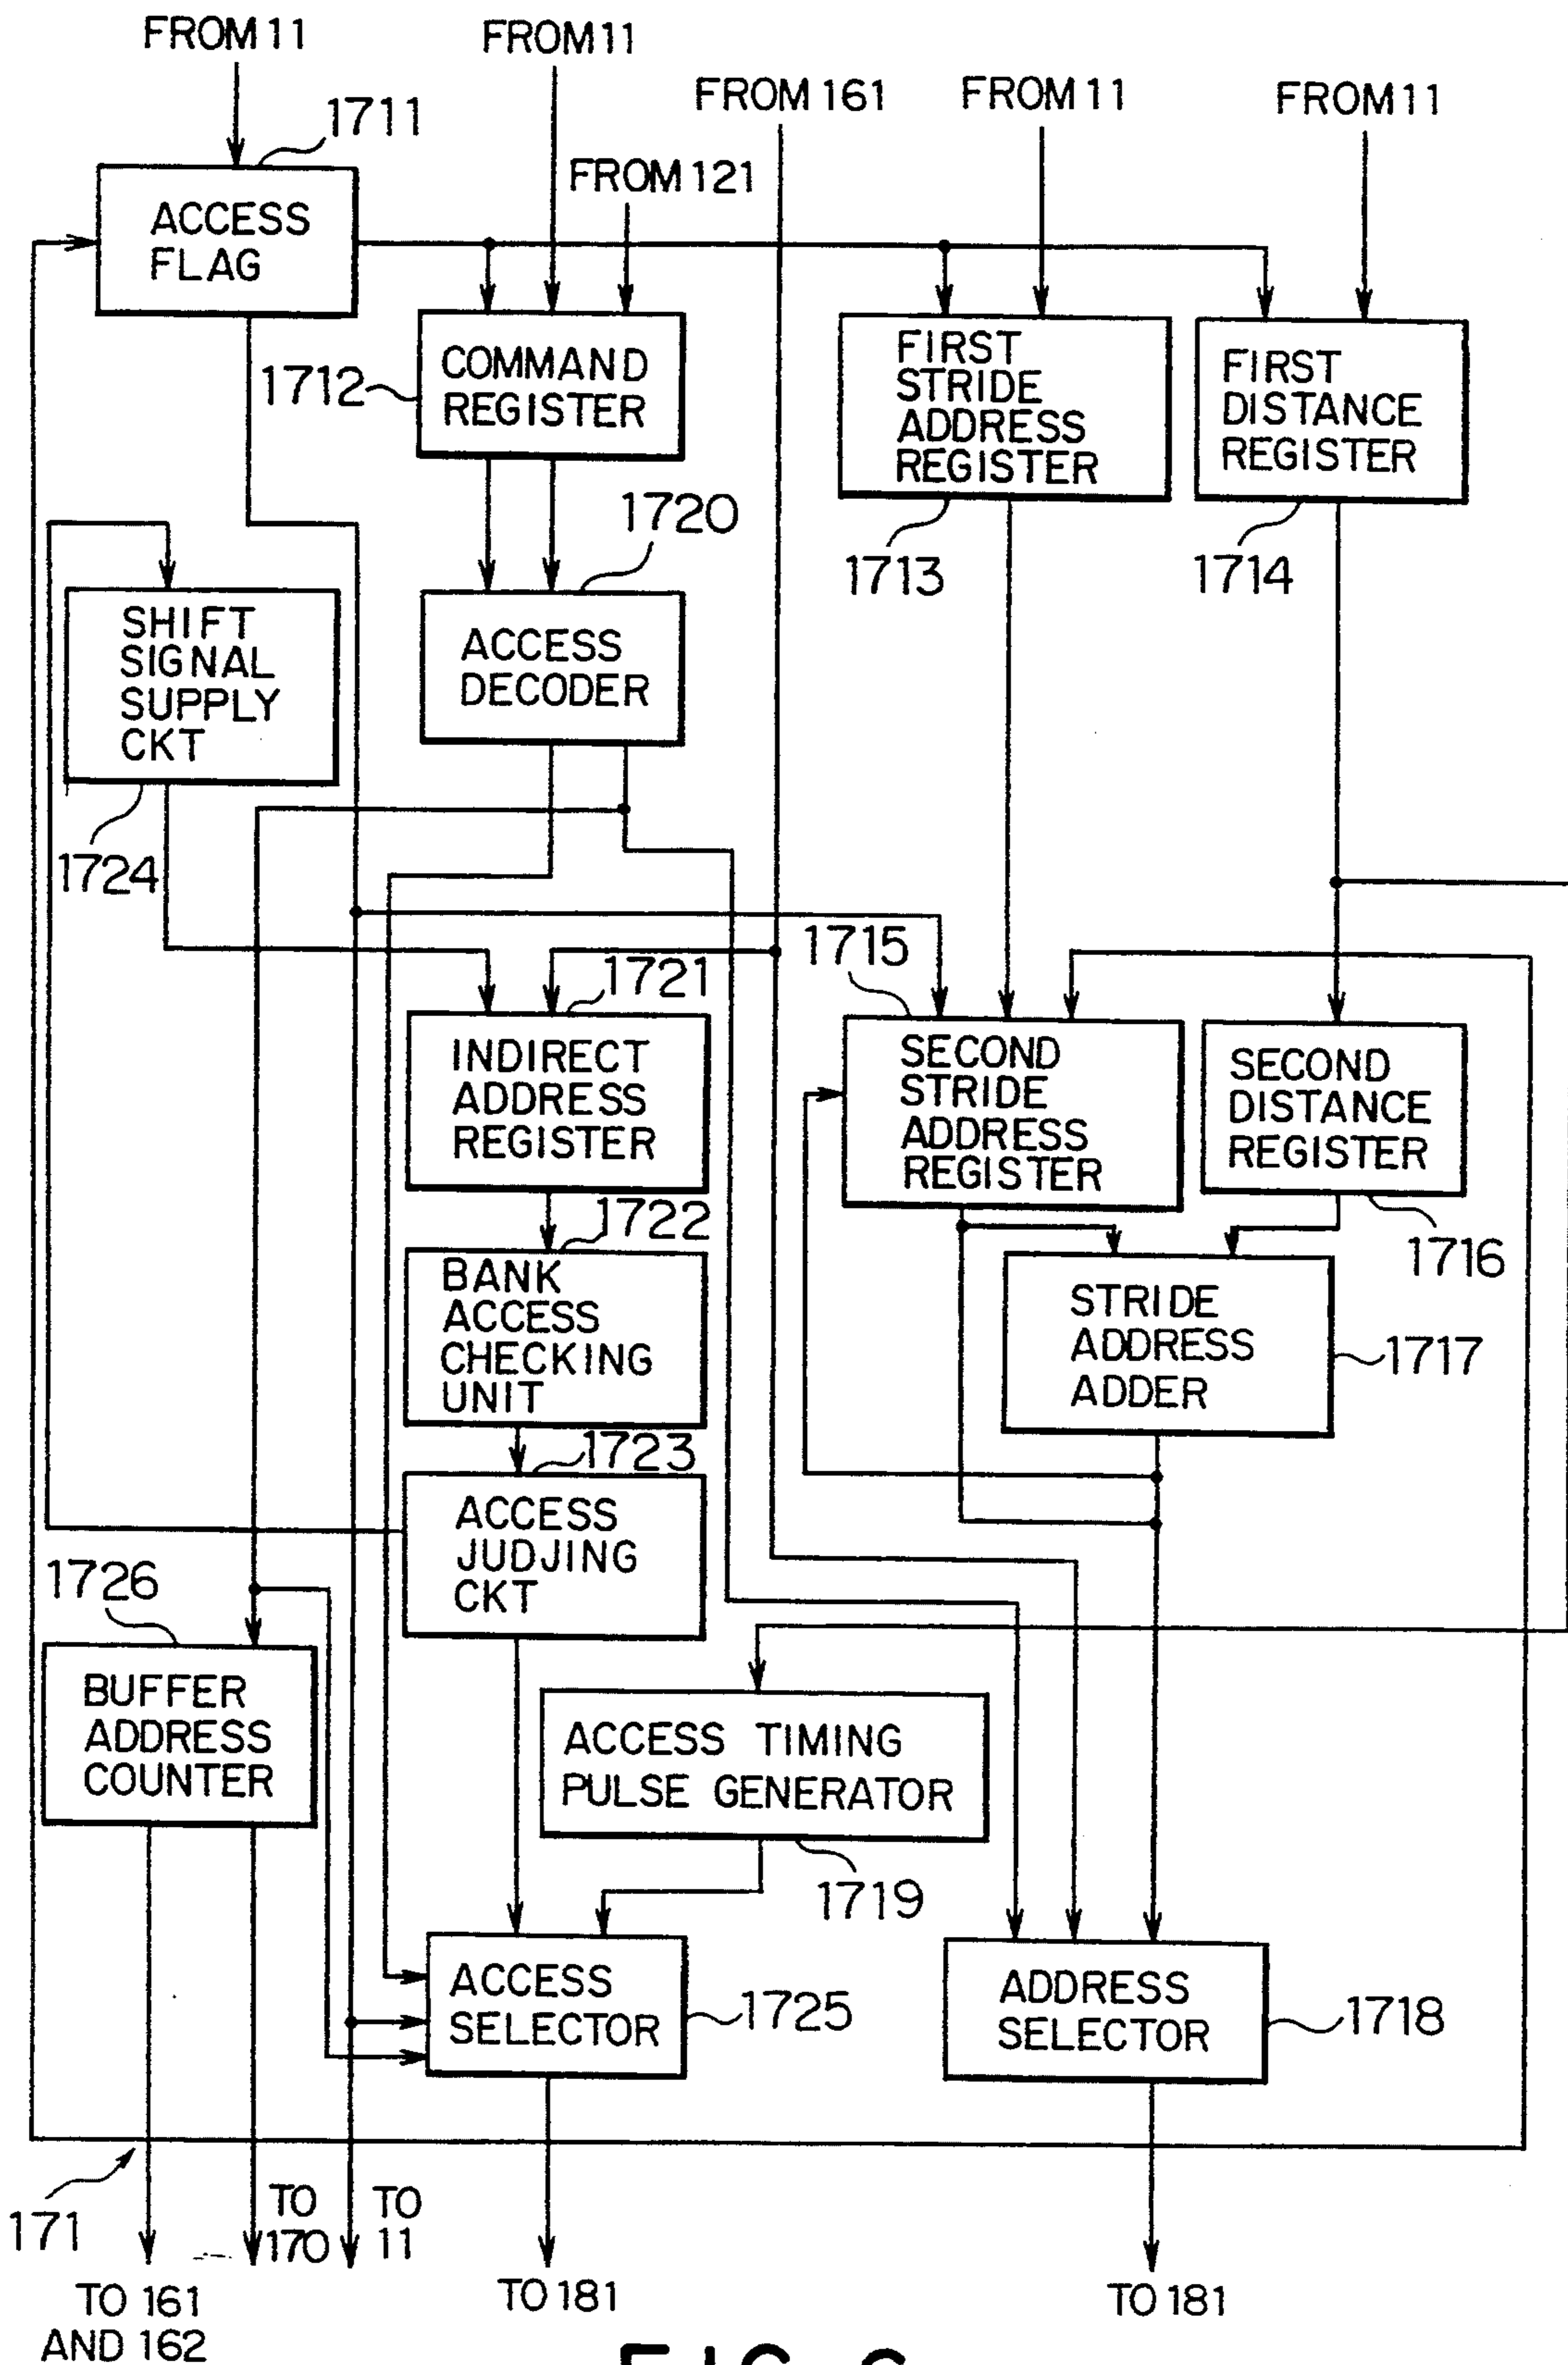 FROM 11
FROM 11
FROM 161
FROM 11
FROM 11
1711
FROM 121
ACCESS
FLAG
1712
COMMAND
REGISTER
FIRST
STRIDE
ADDRESS
REGISTER
FIRST
DISTANCE
REGISTER
1720
1713
1714
SHIFT
SIGNAL
SUPPLY
CKT
ACCESS
DECODER
1724
1715
1721
INDIRECT
ADDRESS
REGISTER
SECOND
STRIDE
ADDRESS
REGISTER
SECOND
DISTANCE
REGISTER
1722
1716
BANK
ACCESS
CHECKING
UNIT
STRIDE
ADDRESS
ADDER
1717
1723
ACCESS
JUDJING
CKT
1726
BUFFER
ADDRESS
COUNTER
ACCESS TIMING
PULSE GENERATOR
1719
ACCESS
SELECTOR
1725
ADDRESS
SELECTOR
1718
171
TO
170
TO
11
TO 161
AND 162
TO 181
TO 181